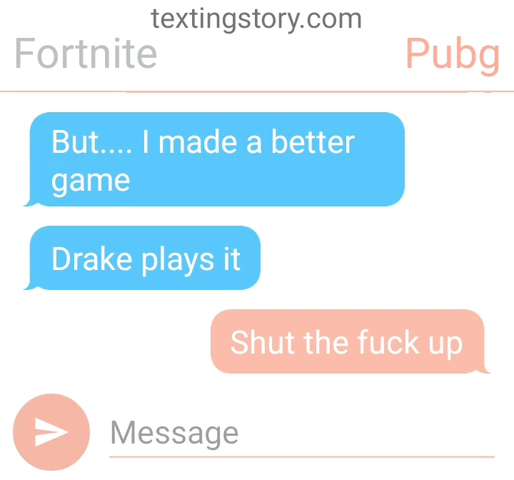 textingstory.com
Fortnite
Pubg
But.... I made a better
game
Drake plays it
Shut the fuck up
Message